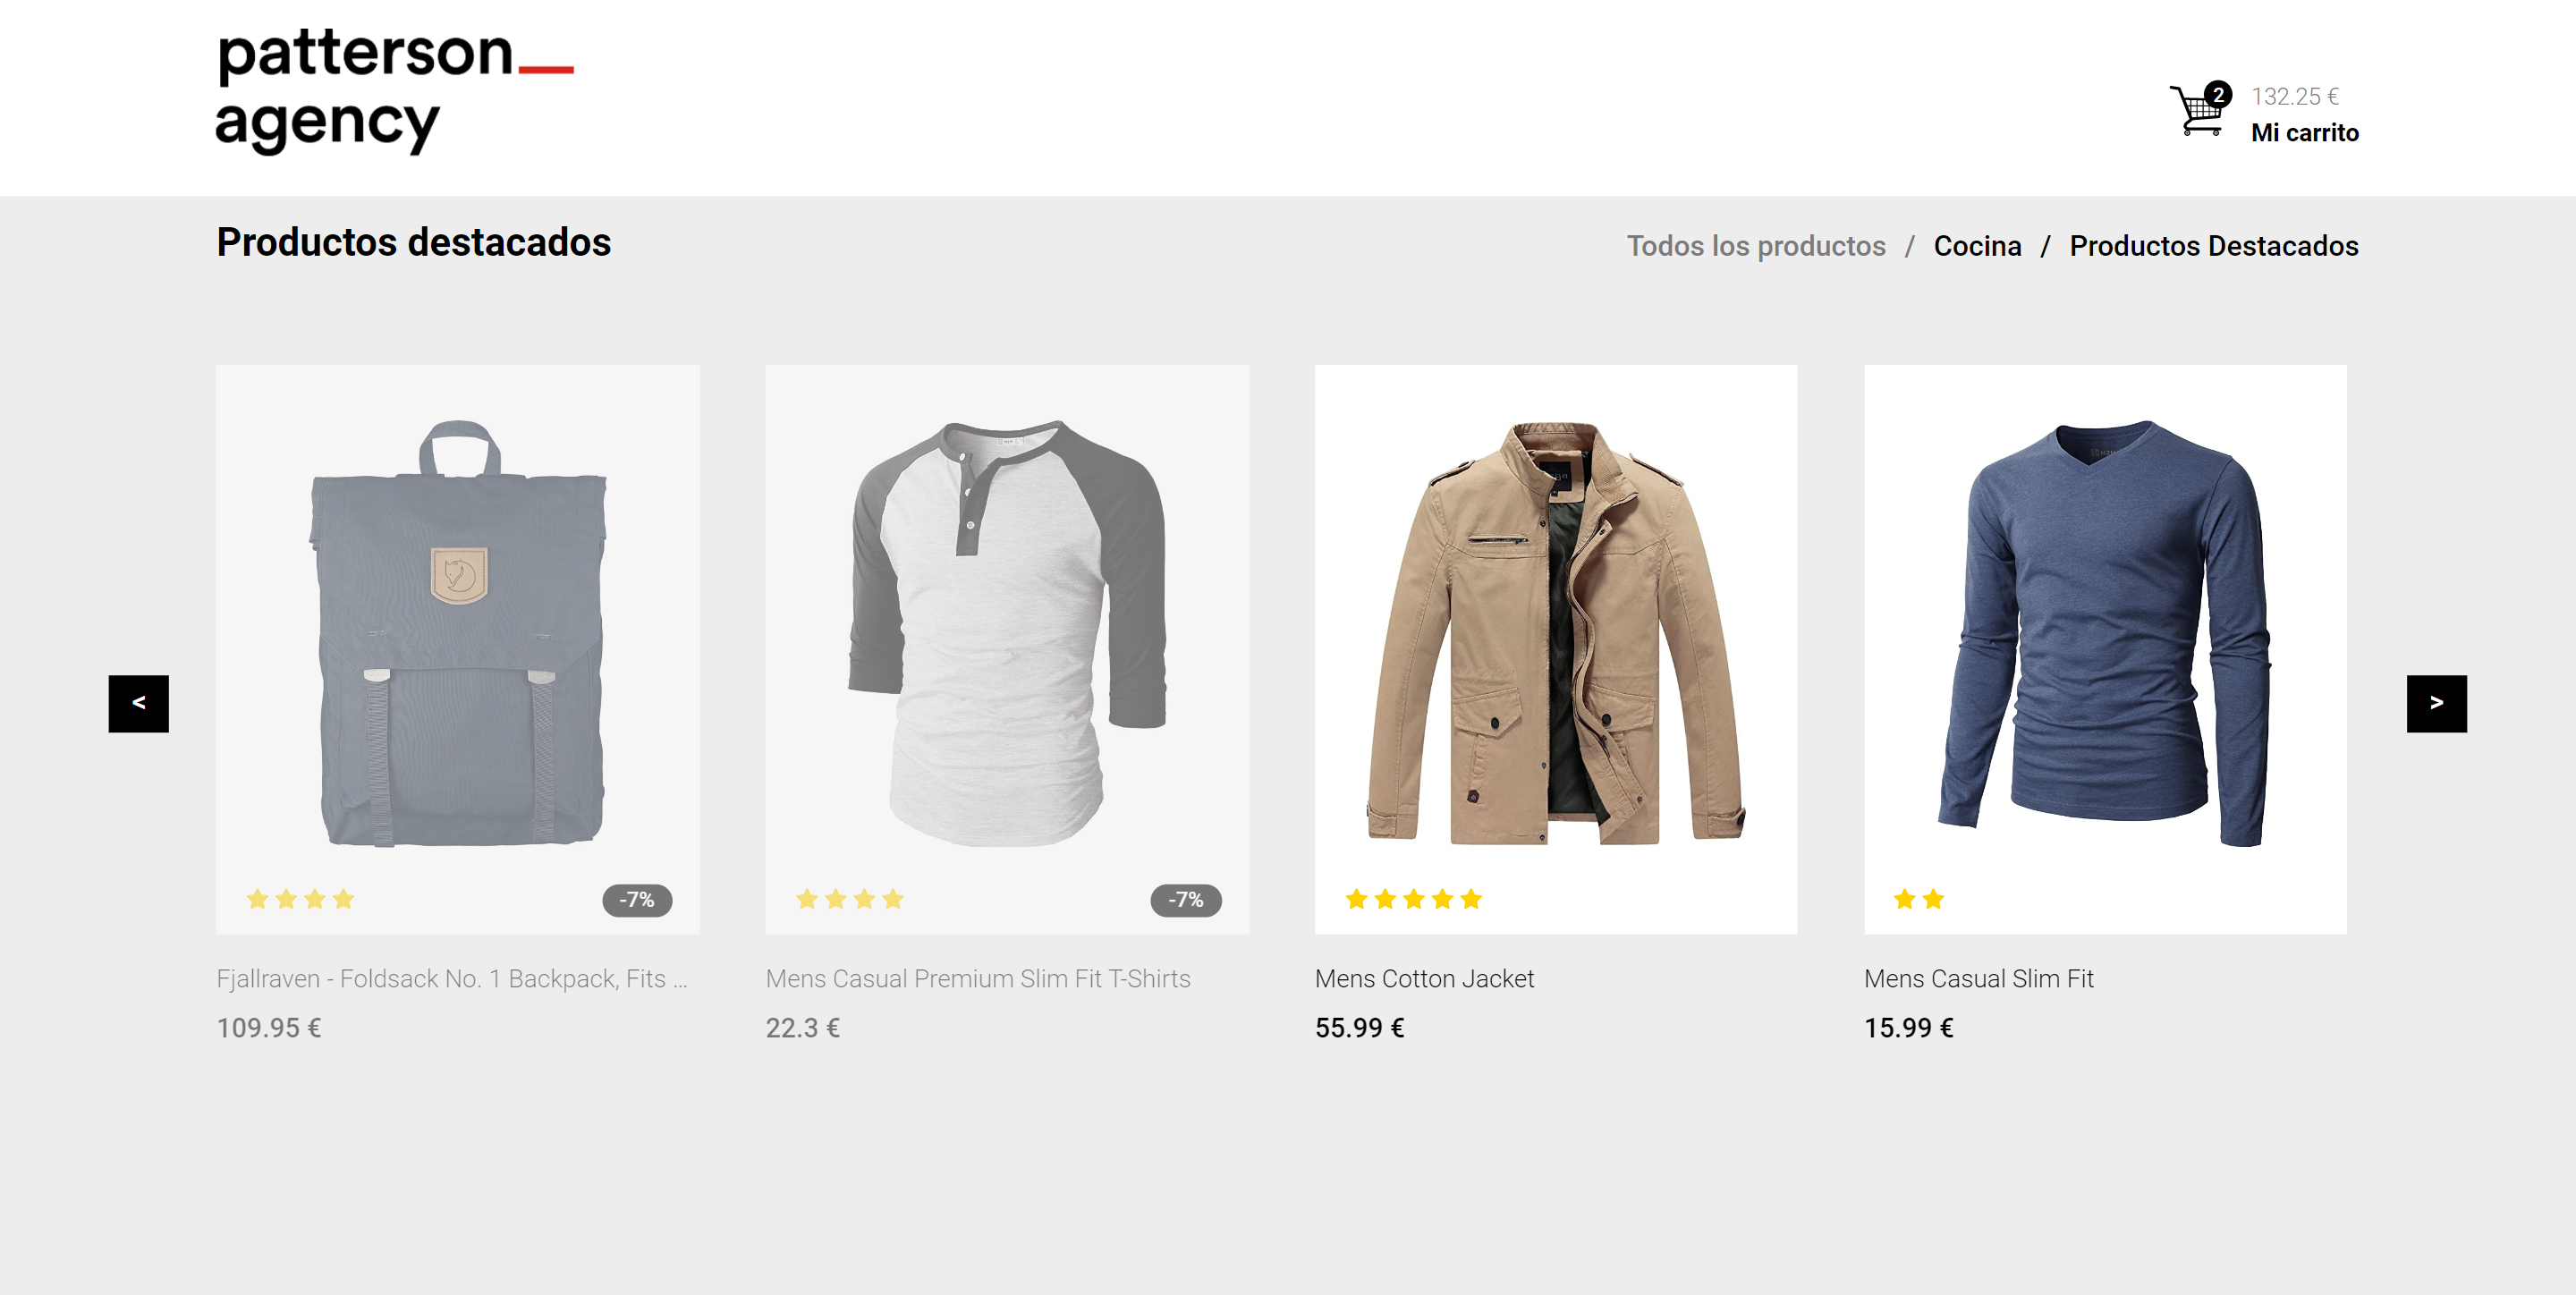 patterson_
agency
2
132.25 €
Mi carrito
Productos destacados
Todos los productos / Cocina / Productos Destacados
<
>
-7%
-7%
Fjallraven - Foldsack No. 1 Backpack, Fits ...
109.95 €
Mens Casual Premium Slim Fit T-Shirts
22.3 €
Mens Cotton Jacket
55.99 €
Mens Casual Slim Fit
15.99 €